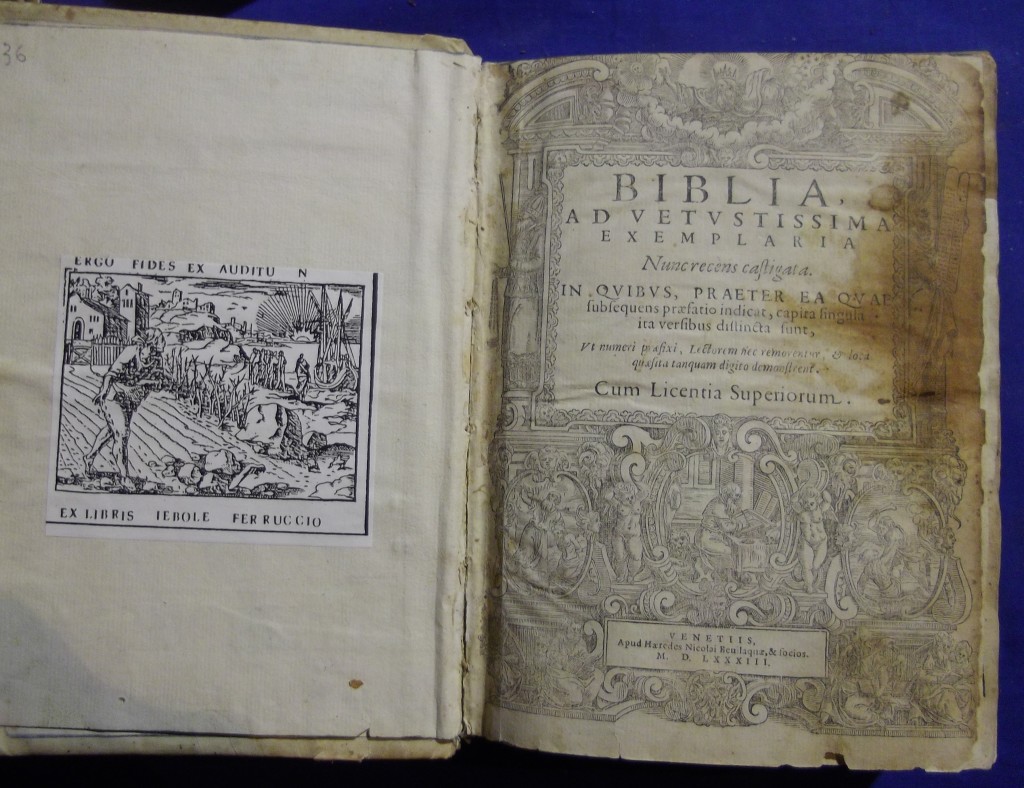 36
ERGO FIDES EX AUDITU N
EX LIBRIS IEBOLE FERRUCCIO
BIBLIA,
AD VETVSTISSIMA
EXEMPLARIA
Nunc recens castigata.
IN QVIBVS, PRAETER EA QVAE
subsequens præfatio indicat, capita singula
ita versibus distincta sunt,
Vt numeri præfixi, Lectorem nec remorentur, & loca
quæsita tanquam digito demonstrent.
Cum Licentia Superiorum.
VENETIIS,
Apud Hæredes Nicolai Beuilaquæ, & socios.
M. D. LXXXIII.